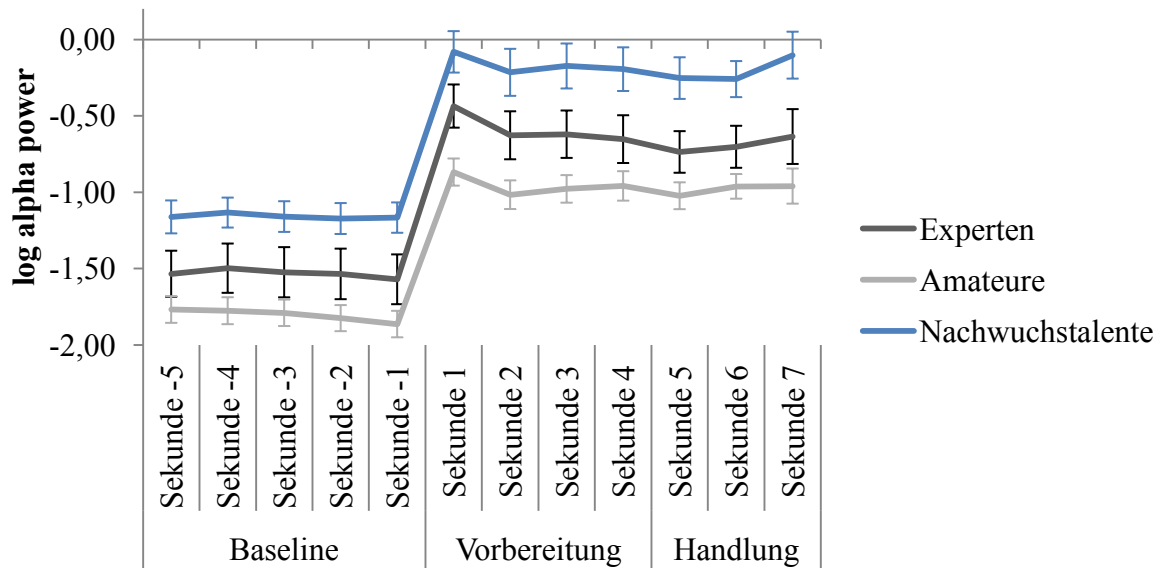 0,00
-0,50
-1,00
-1,50
-2,00
log alpha power
Sekunde -5
Sekunde -4
Sekunde -3
Sekunde -2
Sekunde -1
Sekunde 1
Sekunde 2
Sekunde 3
Sekunde 4
Sekunde 5
Sekunde 6
Sekunde 7
Baseline
Vorbereitung
Handlung
Experten
Amateure
Nachwuchstalente